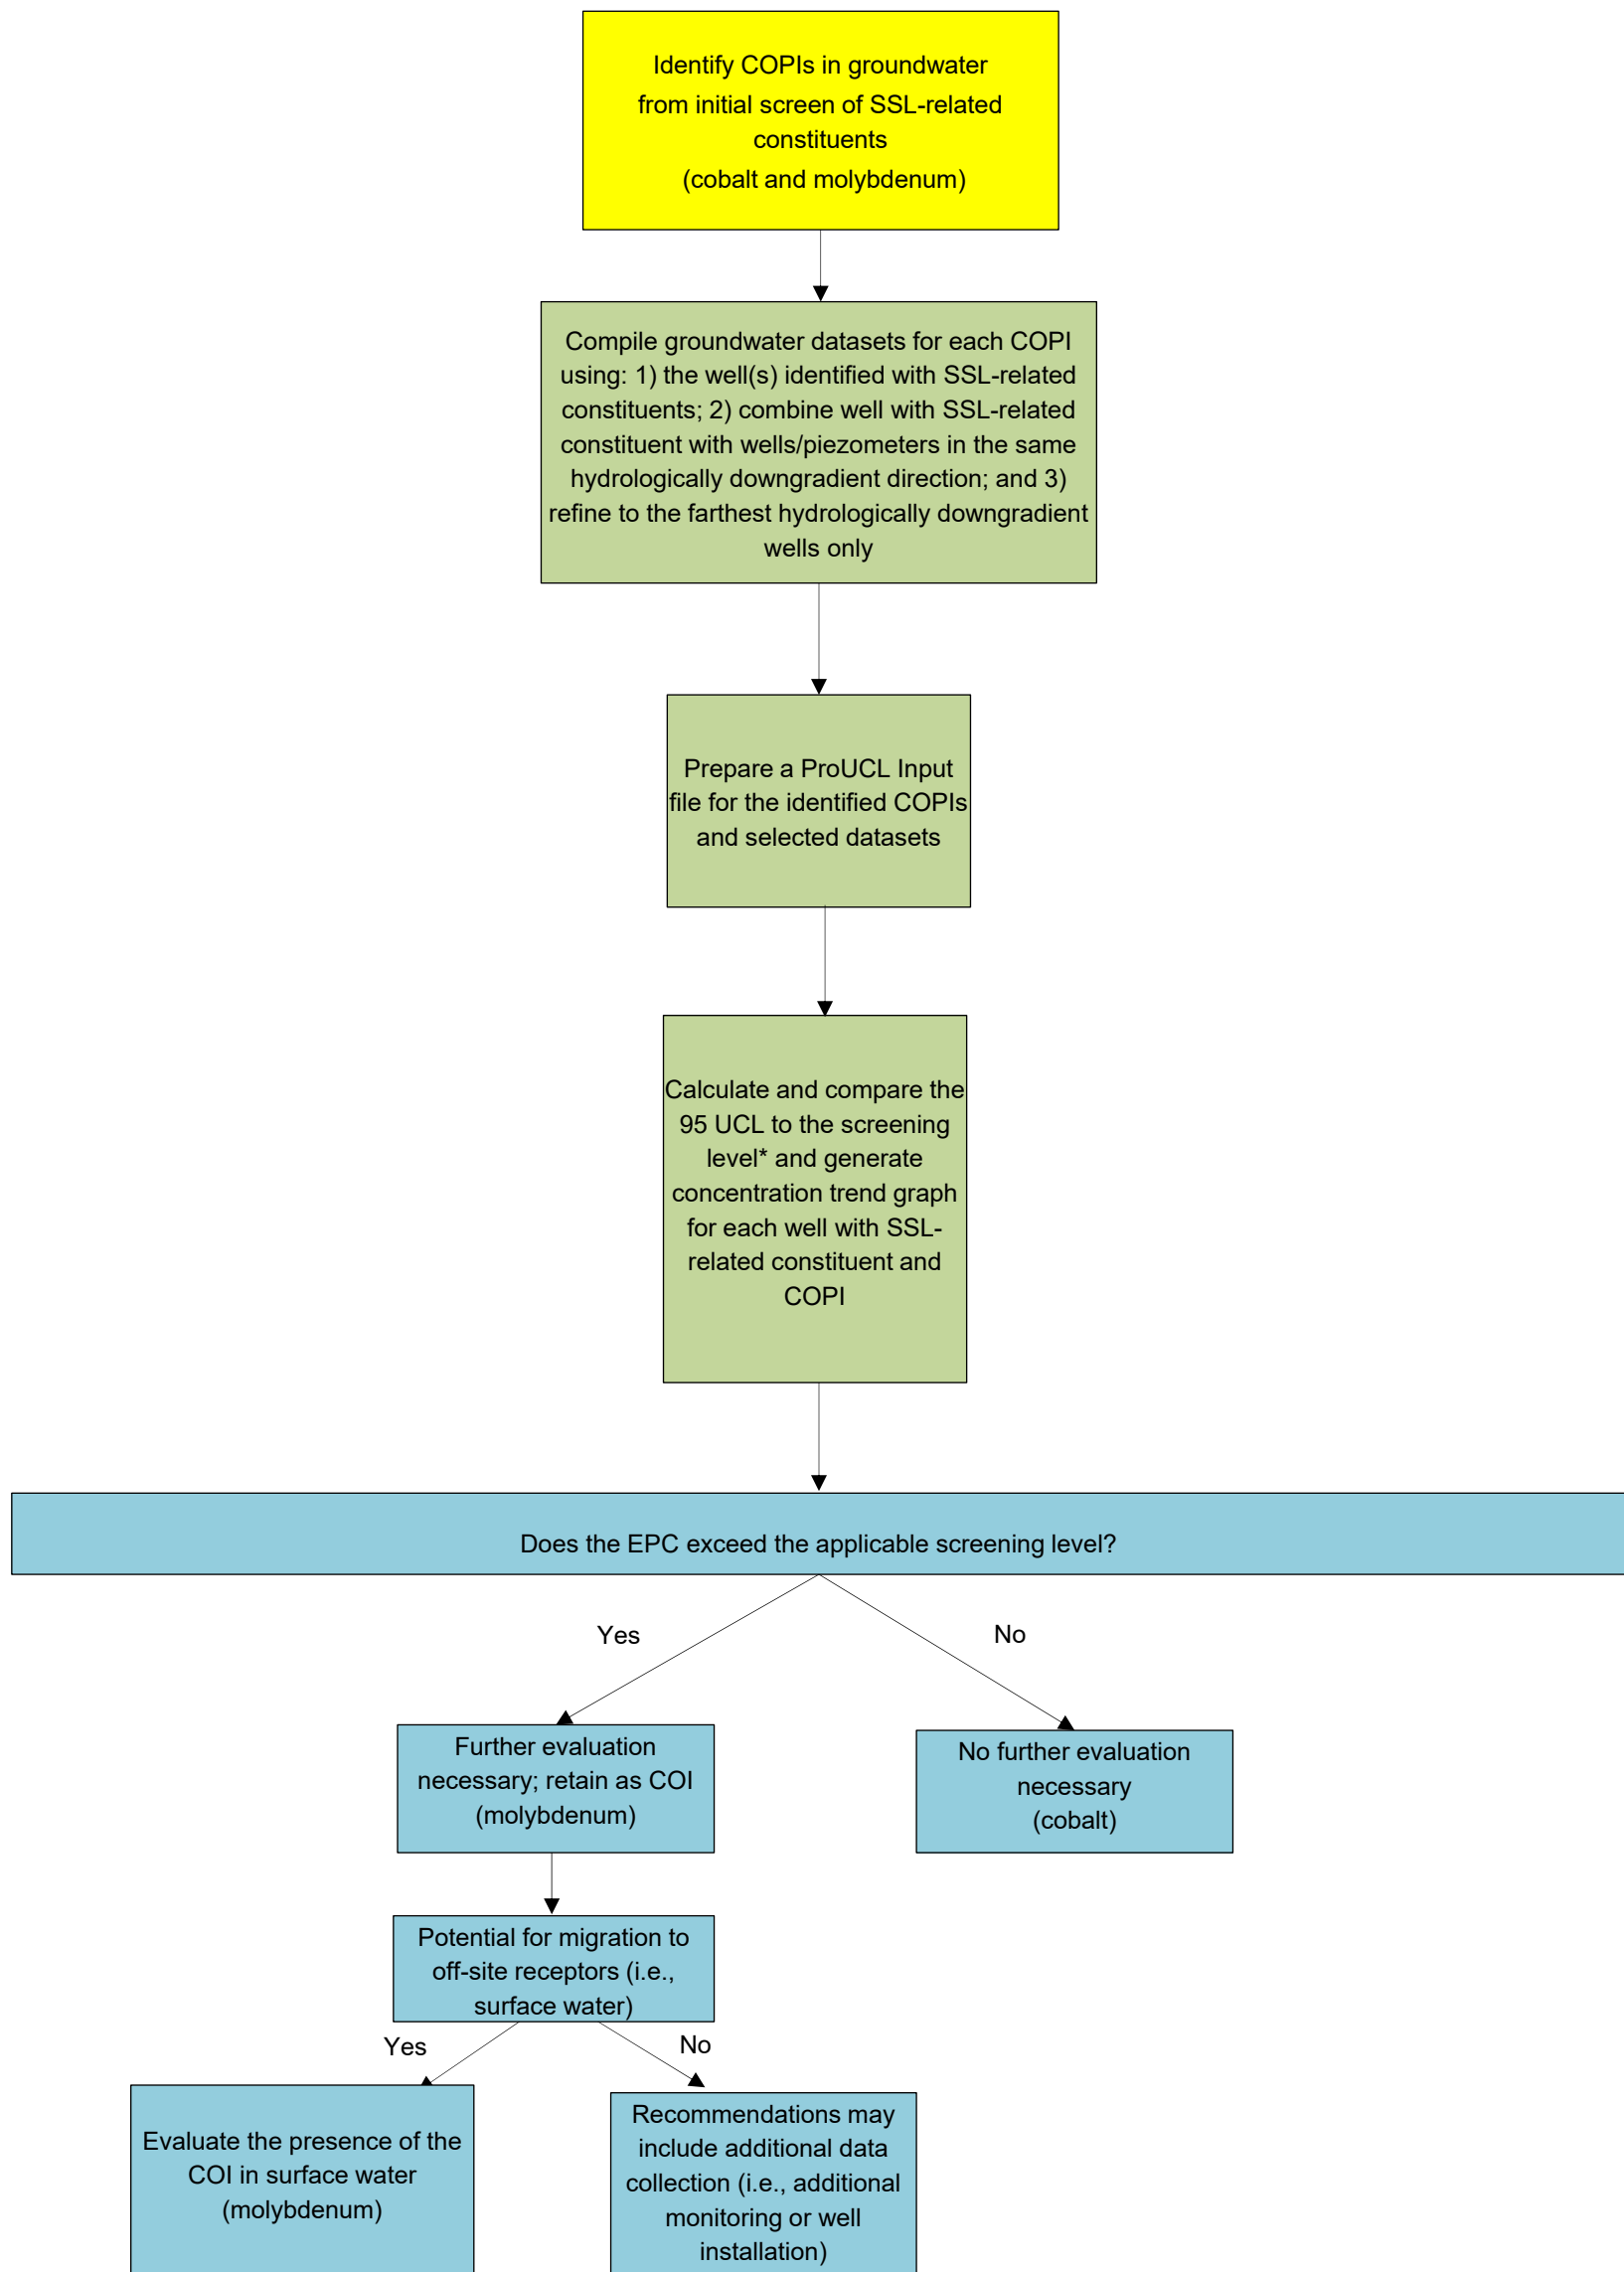 Identify COPIs in groundwater
from initial screen of SSL-related
constituents
(cobalt and molybdenum)
Compile groundwater datasets for each COPI
using: 1) the well(s) identified with SSL-related
constituents; 2) combine well with SSL-related
constituent with wells/piezometers in the same
hydrologically downgradient direction; and 3)
refine to the farthest hydrologically downgradient
wells only
Prepare a ProUCL Input
file for the identified COPIs
and selected datasets
Calculate and compare the
95 UCL to the screening
level* and generate
concentration trend graph
for each well with SSL-
related constituent and
COPI
Does the EPC exceed the applicable screening level?
Yes
No
Further evaluation
necessary; retain as COI
(molybdenum)
No further evaluation
necessary
(cobalt)
Potential for migration to
off-site receptors (i.e.,
surface water)
Yes
No
Evaluate the presence of the
COI in surface water
(molybdenum)
Recommendations may
include additional data
collection (i.e., additional
monitoring or well
installation)